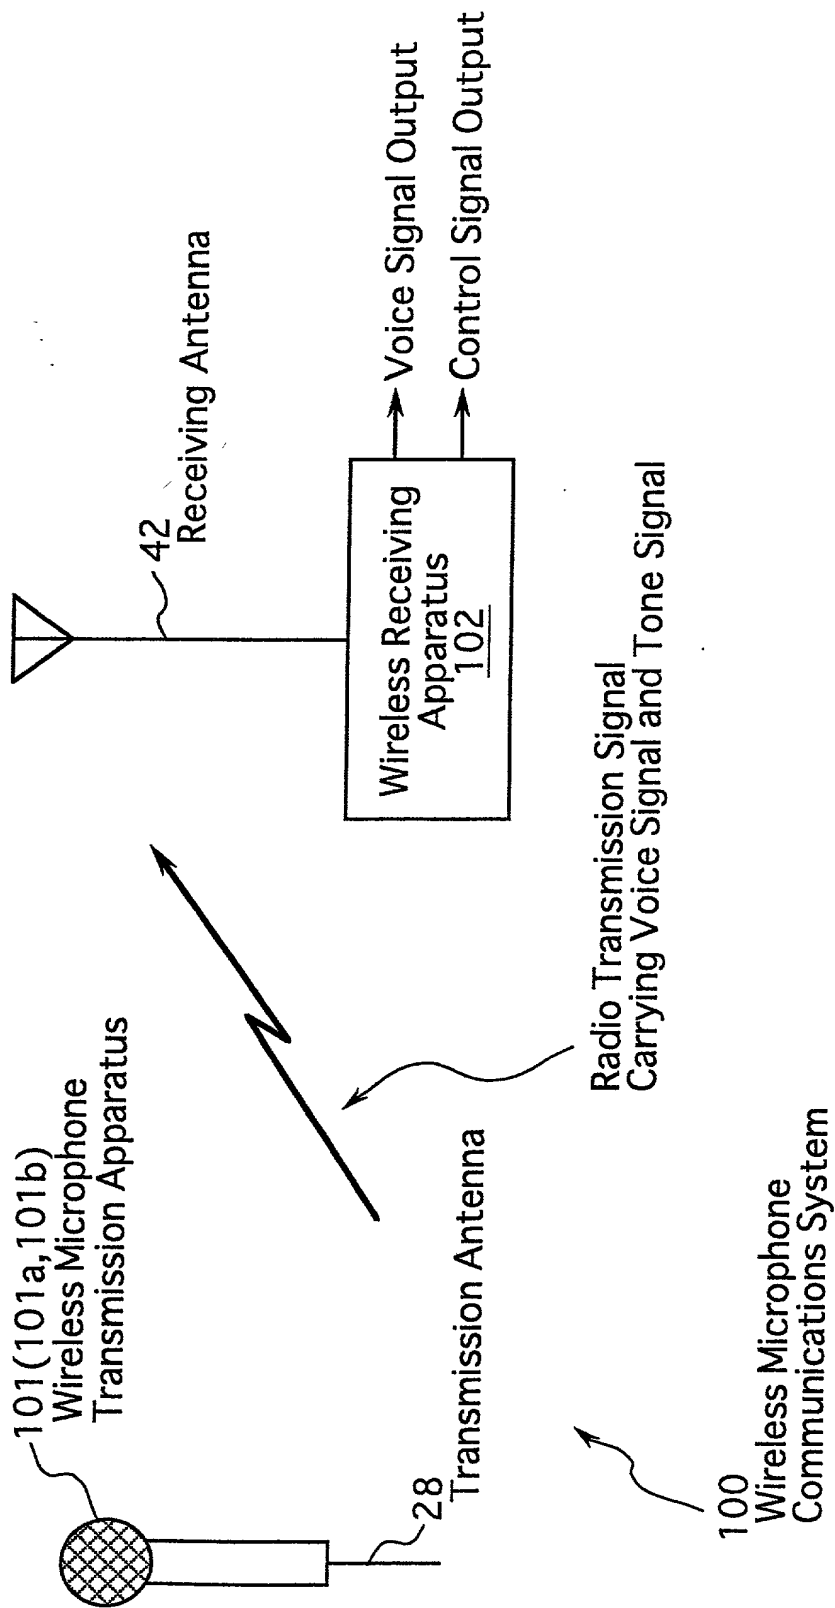 101(101a,101b)
Wireless Microphone
Transmission Apparatus
28
Transmission Antenna
42
Receiving Antenna
Wireless Receiving
Apparatus
102
Voice Signal Output
Control Signal Output
Radio Transmission Signal
Carrying Voice Signal and Tone Signal
100
Wireless Microphone
Communications System